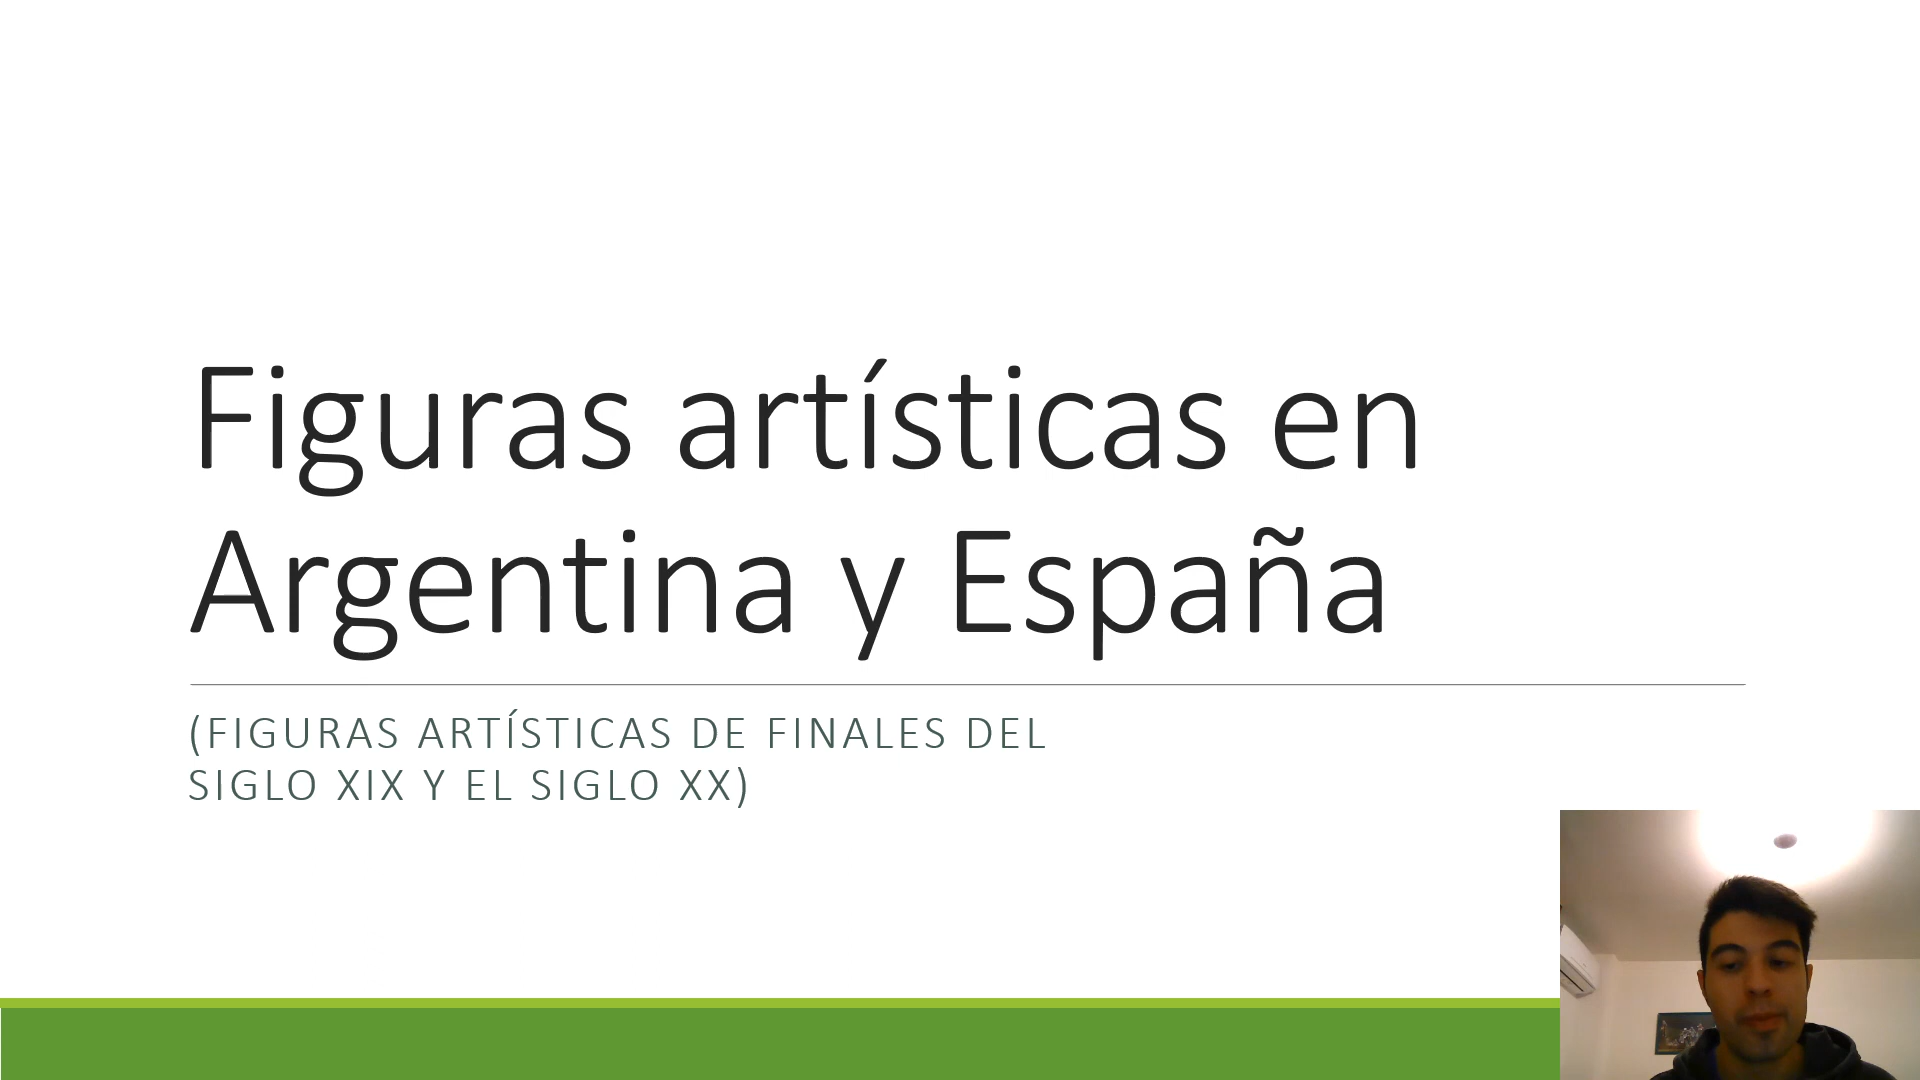 Figuras artísticas en
Argentina y España
(FIGURAS ARTÍSTICAS DE FINALES DEL
SIGLO XIX Y EL SIGLO XX)